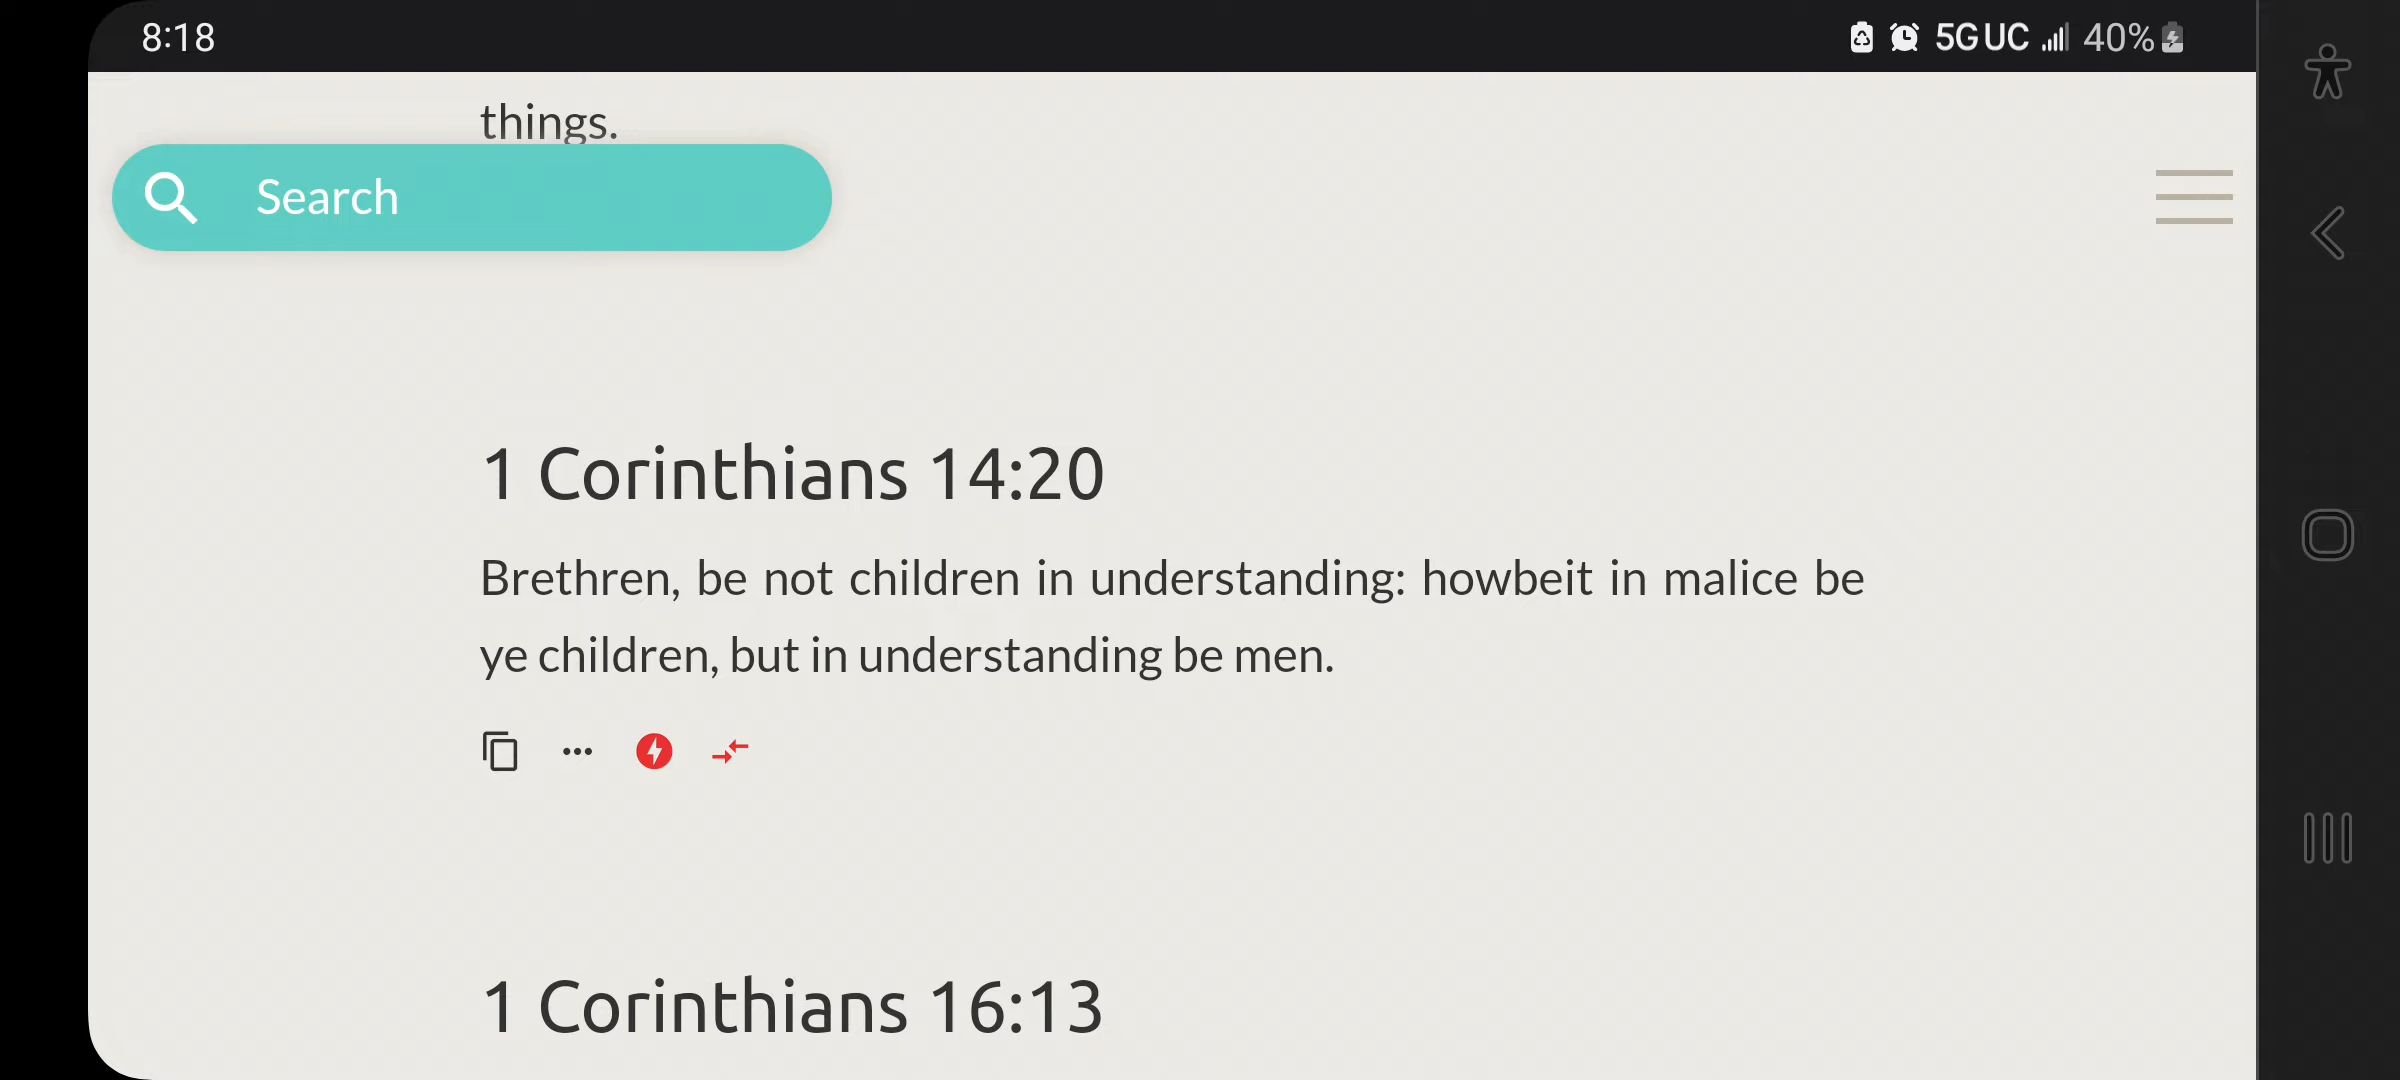 8:18
5G UC 40%
things.
Search
1 Corinthians 14:20
Brethren, be not children in understanding: howbeit in malice be
ye children, but in understanding be men.
1 Corinthians 16:13